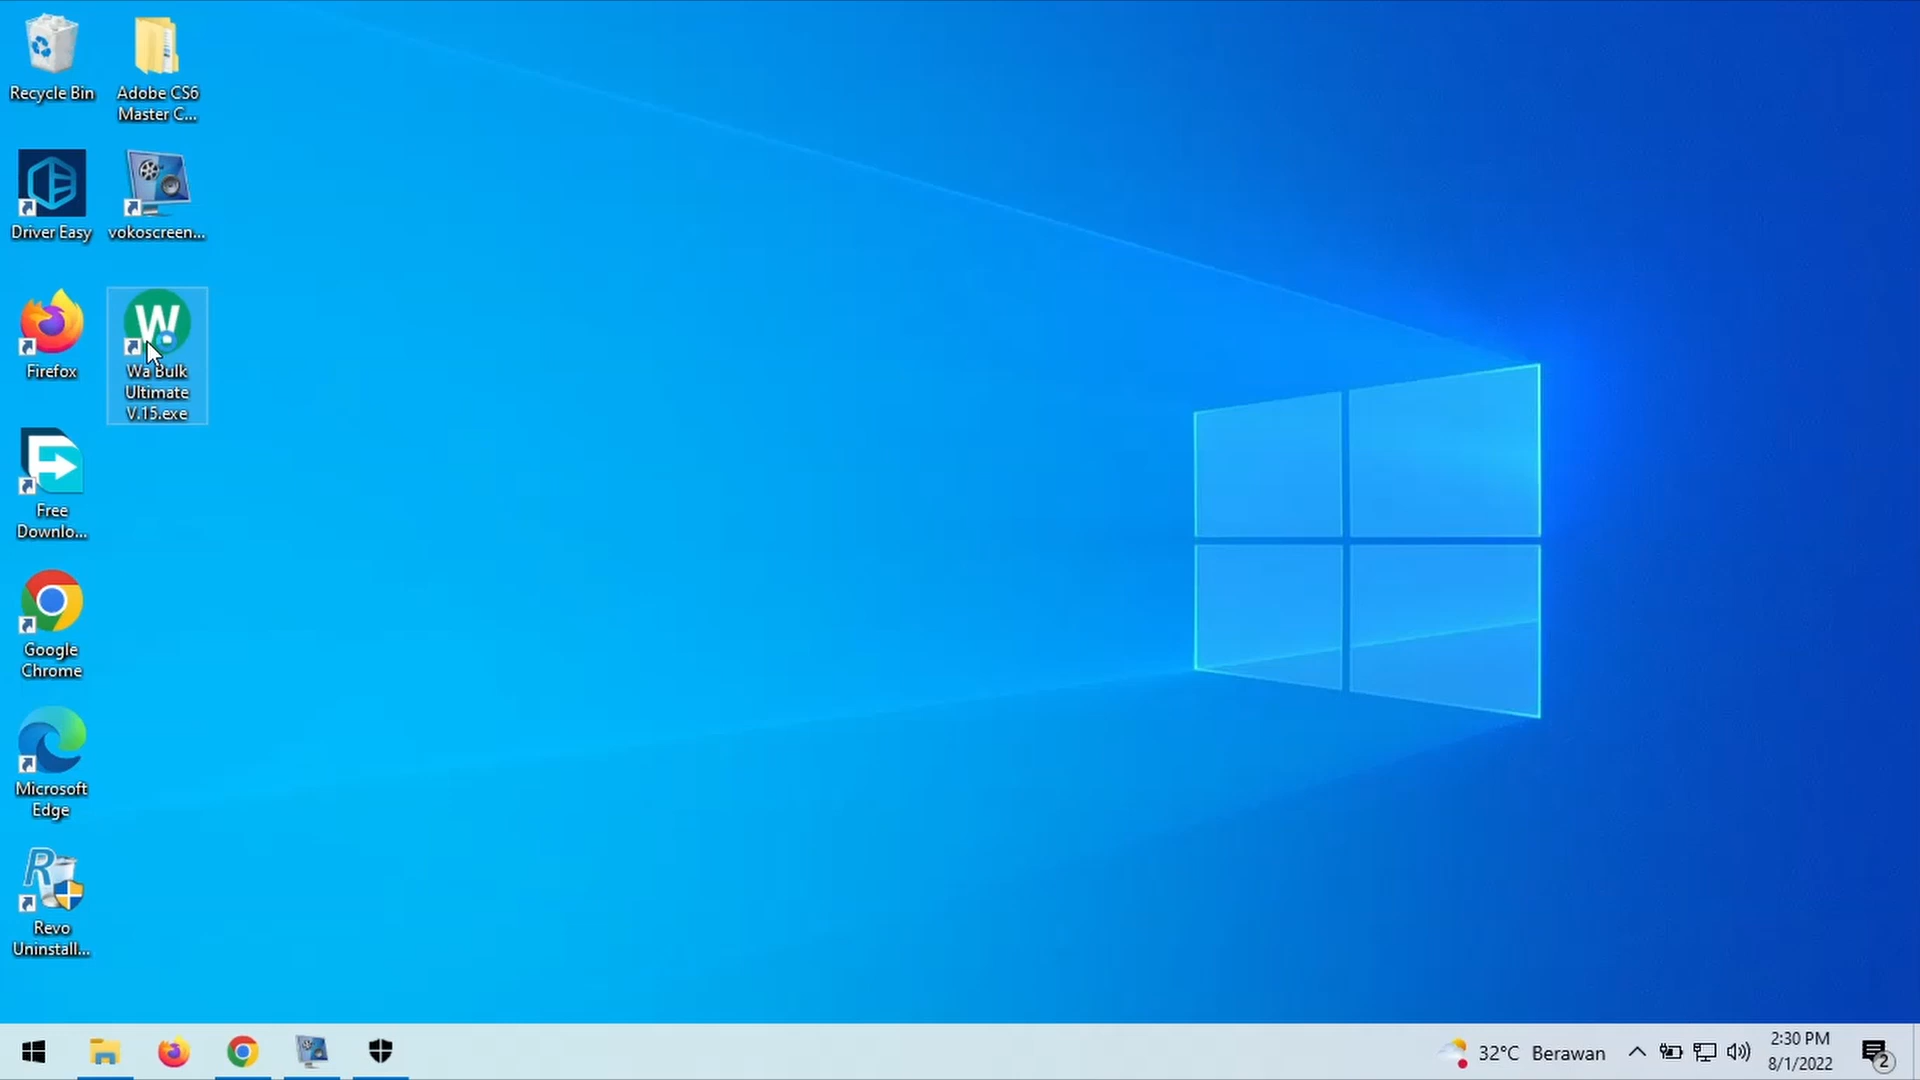 Recycle Bin
Adobe CS6
Master C...
Driver Easy
vokoscreen...
Firefox
W
Wa Bulk
Ultimate
V.15.exe
Free
Downlo...
Google
Chrome
Microsoft
Edge
R
Revo
Uninstall...
32°C Berawan
2:30 PM
8/1/2022
2